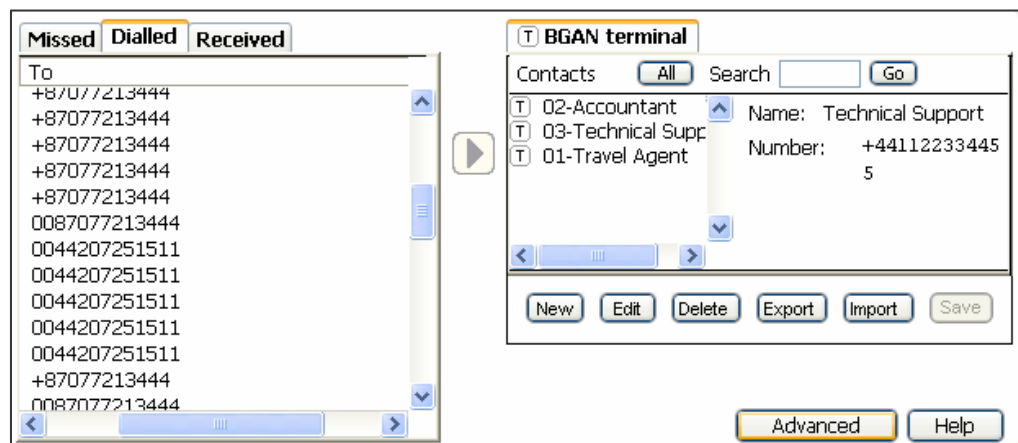 Missed Dialled Received
To
+87077213444
+87077213444
+87077213444
+87077213444
+87077213444
0087077213444
0044207251511
0044207251511
0044207251511
0044207251511
0044207251511
+87077213444
0087077213444
T BGAN terminal
Contacts All Search Go
T 02-Accountant
T 03-Technical Supp
T 01-Travel Agent
Name: Technical Support
Number: +44112233445
5
New Edit Delete Export Import Save
Advanced Help